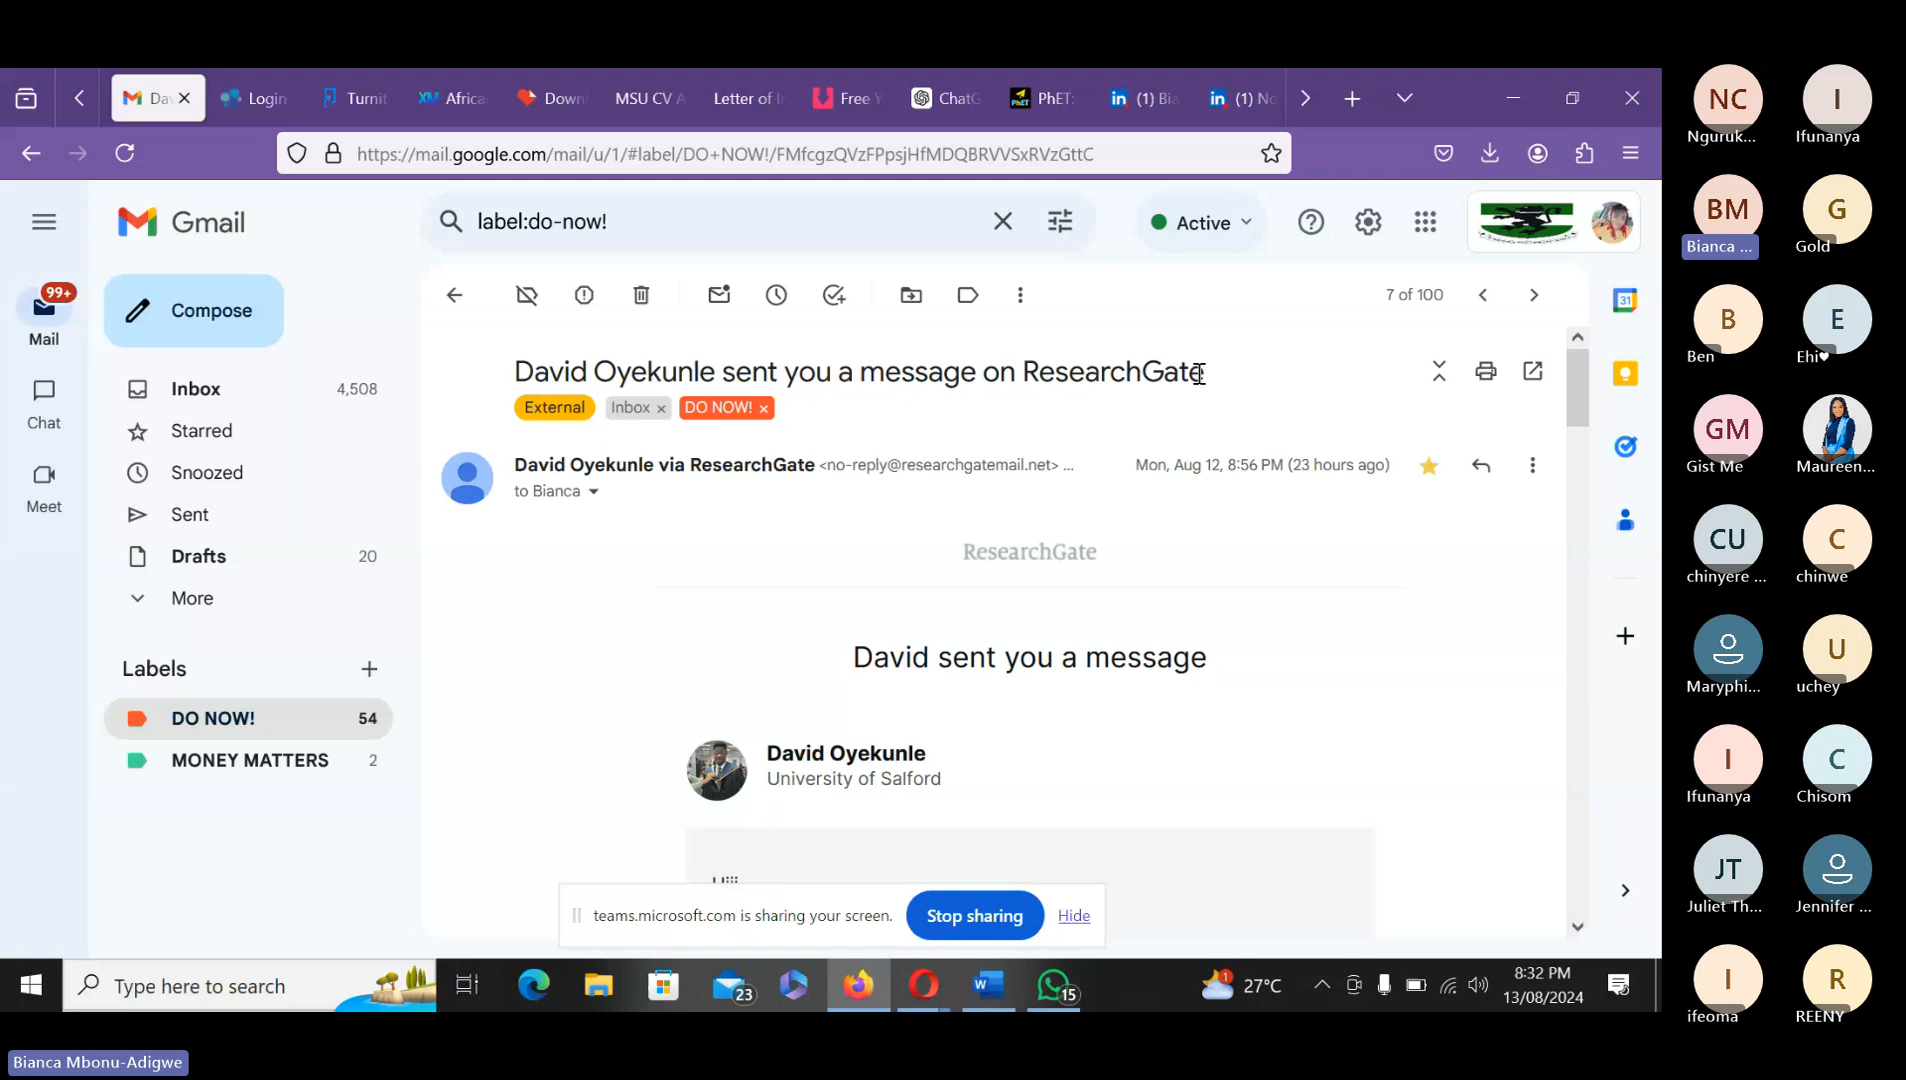 Da
Login
Turnit
Africa
Down
MSU CV A
Letter of I
Free Y
ChatG
PhET:
(1) Bia
(1) No
https://mail.google.com/mail/u/1/#label/DO+NOW!/FMfcgzQVzFPpsjHfMDQBRVVSxRVzGttC
Gmail
label:do-now!
Active
99+
Mail
Chat
Meet
Compose
Inbox 4,508
Starred
Snoozed
Sent
Drafts 20
More
Labels
DO NOW! 54
MONEY MATTERS 2
7 of 100
David Oyekunle sent you a message on ResearchGate
External Inbox × DO NOW! ×
David Oyekunle via ResearchGate <no-reply@researchgatemail.net> ...
Mon, Aug 12, 8:56 PM (23 hours ago)
to Bianca
ResearchGate
David sent you a message
David Oyekunle
University of Salford
teams.microsoft.com is sharing your screen.
Stop sharing
Hide
31
Type here to search
23
15
1
27°C
8:32 PM
13/08/2024
NC
Nguruk...
I
Ifunanya
BM
Bianca ...
G
Gold
B
Ben
E
Ehi♥
GM
Gist Me
Maureen...
CU
chinyere ...
C
chinwe
Maryphi...
U
uchey
I
Ifunanya
C
Chisom
JT
Juliet Th...
Jennifer ...
I
ifeoma
R
REENY
Bianca Mbonu-Adigwe